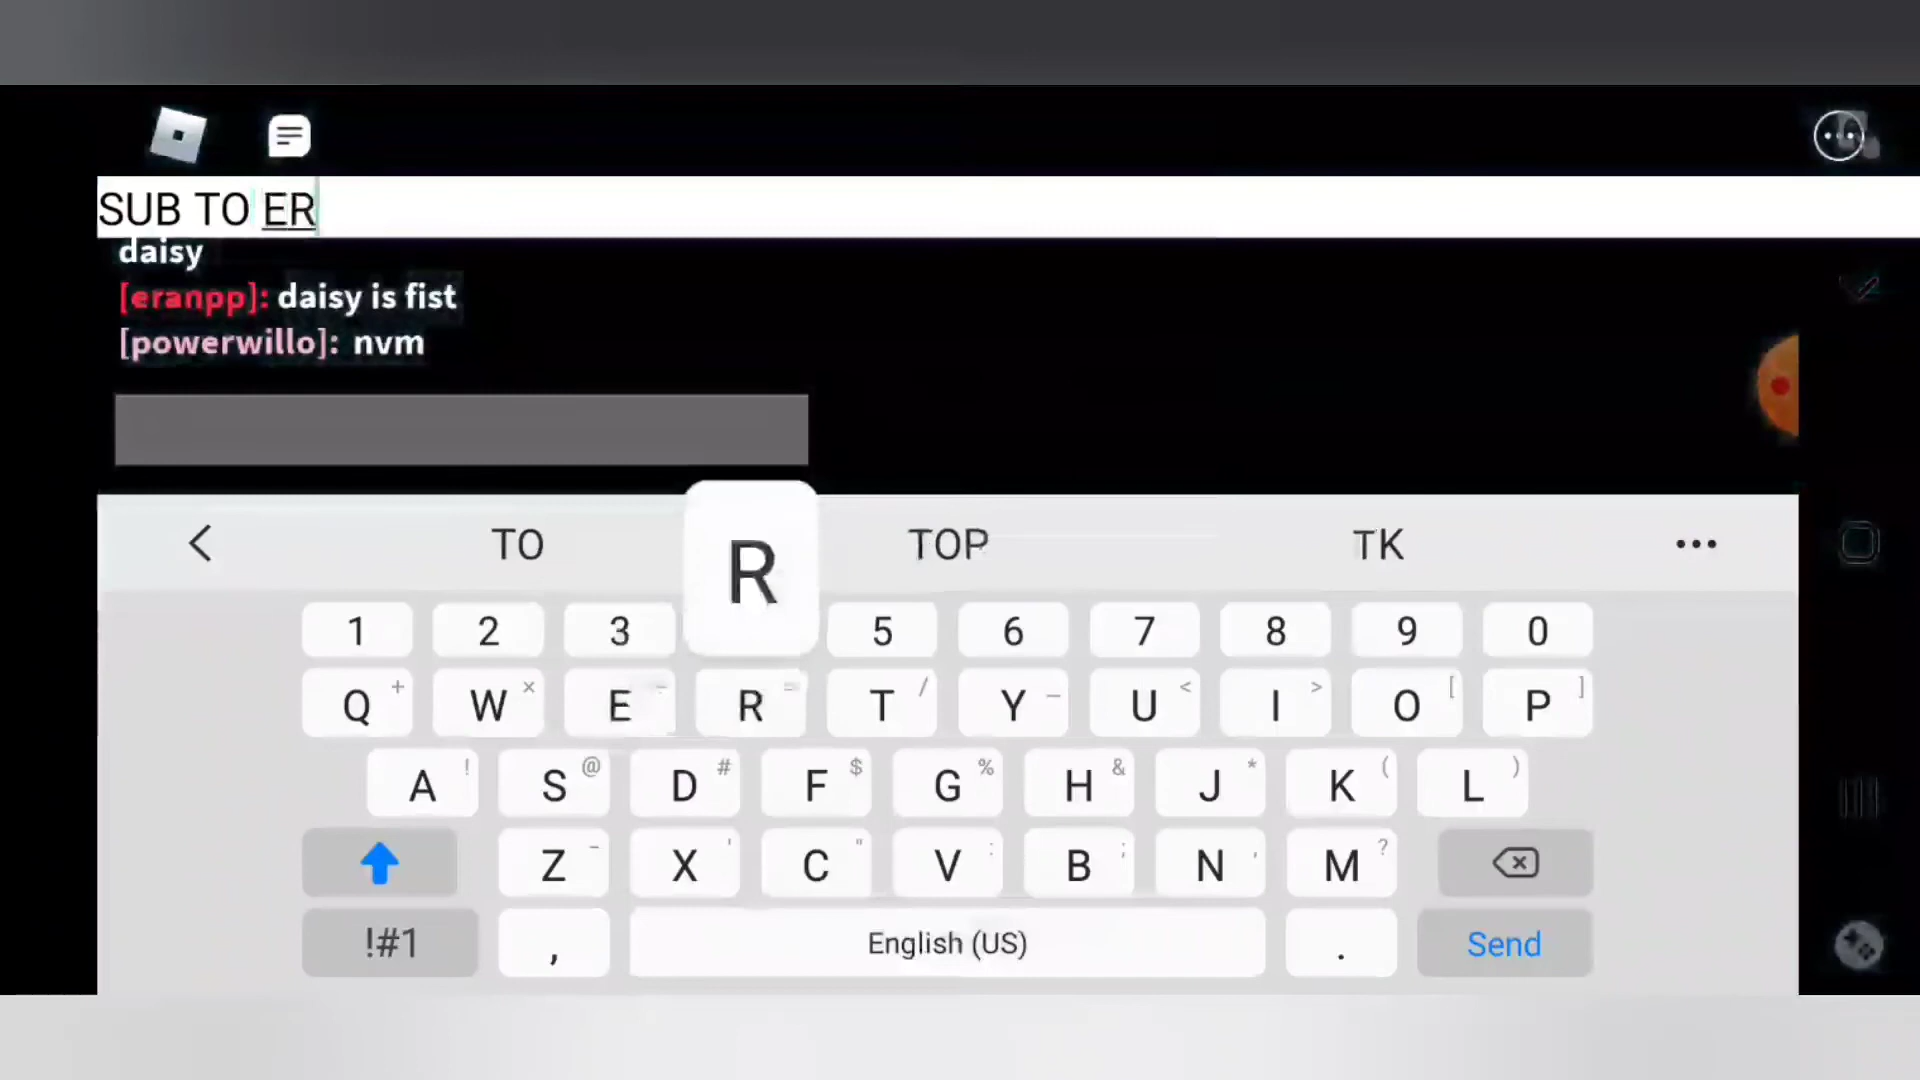 SUB TO ER
daisy
[eranpp]: daisy is fist
[powerwillo]: nvm
TO R TOP TK
1 2 3 5 6 7 8 9 0
Q + W × E - R = T / Y _ U < I > O [ P ]
A ! S @ D # F $ G % H & J * K ( L )
Z - X ' C " V : B ; N , M ?
!#1 , English (US) . Send